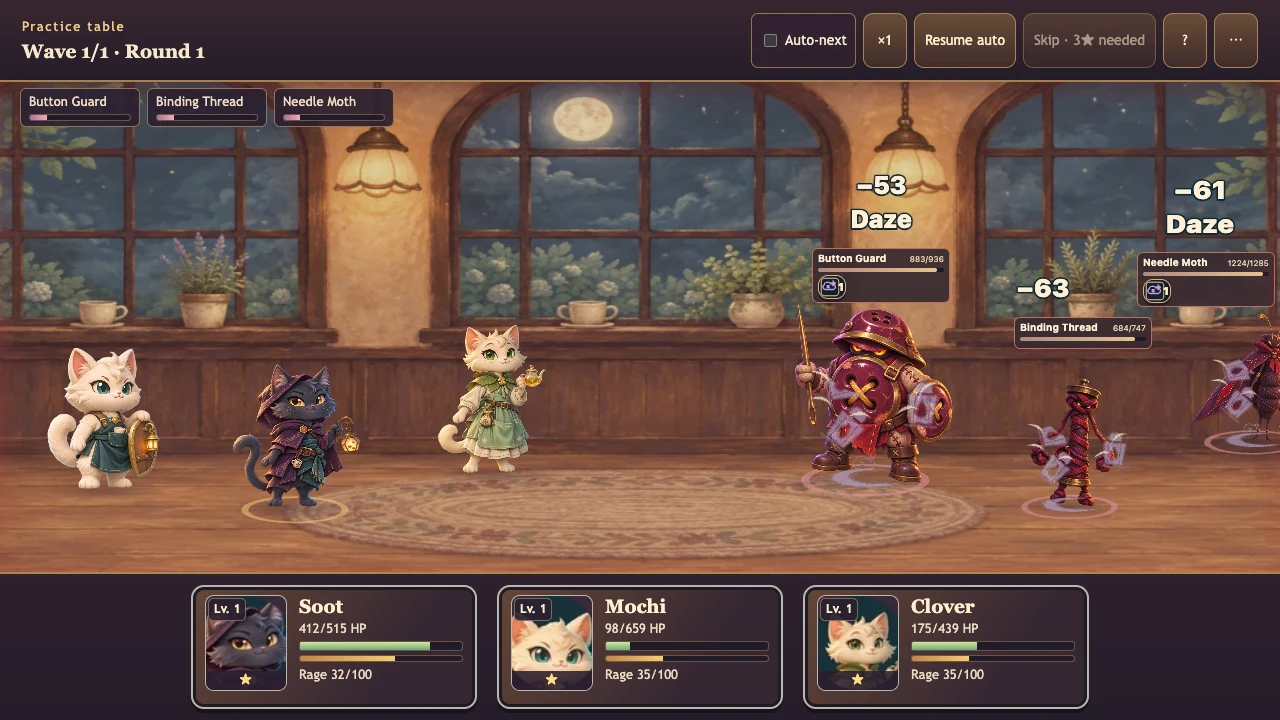 Practice table
Wave 1/1 · Round 1
Auto-next
×1
Resume auto
Skip · 3★ needed
?
···
Button Guard
Binding Thread
Needle Moth
−53
Daze
−61
Daze
Button Guard 883/936
1
Needle Moth 1224/1285
1
−63
Binding Thread 684/747
Lv. 1
Soot
412/515 HP
Rage 32/100
Lv. 1
Mochi
98/659 HP
Rage 35/100
Lv. 1
Clover
175/439 HP
Rage 35/100